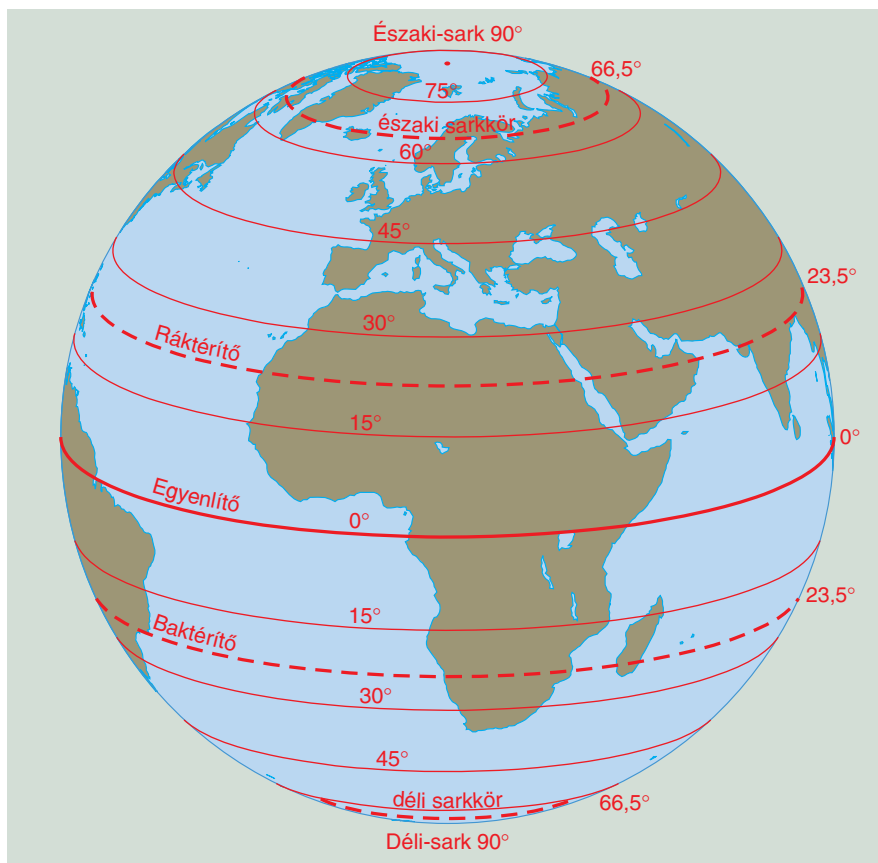 Északi-sark 90°
66,5°
75°
északi sarkkör
60°
45°
23,5°
30°
Ráktérítő
15°
0°
Egyenlítő
0°
23,5°
15°
Baktérítő
30°
45°
déli sarkkör
66,5°
Déli-sark 90°